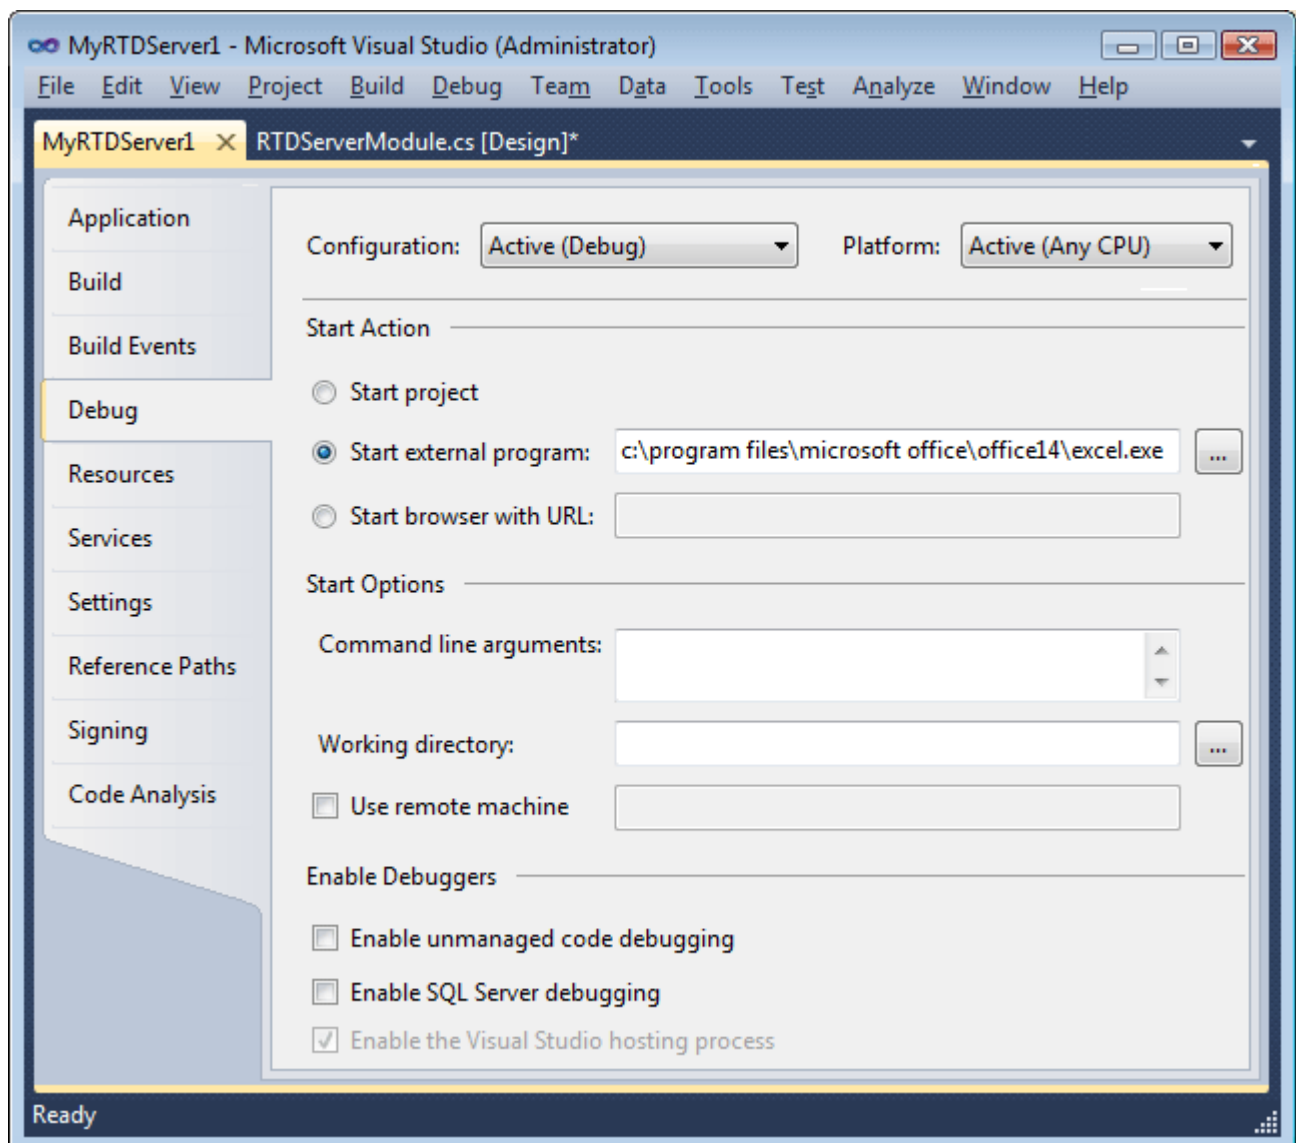 MyRTDServer1 - Microsoft Visual Studio (Administrator)
File Edit View Project Build Debug Team Data Tools Test Analyze Window Help
MyRTDServer1 RTDServerModule.cs [Design]*
Application
Build
Build Events
Debug
Resources
Services
Settings
Reference Paths
Signing
Code Analysis
Configuration: Active (Debug) Platform: Active (Any CPU)
Start Action
Start project
Start external program: c:\program files\microsoft office\office14\excel.exe ...
Start browser with URL:
Start Options
Command line arguments:
Working directory: ...
Use remote machine
Enable Debuggers
Enable unmanaged code debugging
Enable SQL Server debugging
Enable the Visual Studio hosting process
Ready